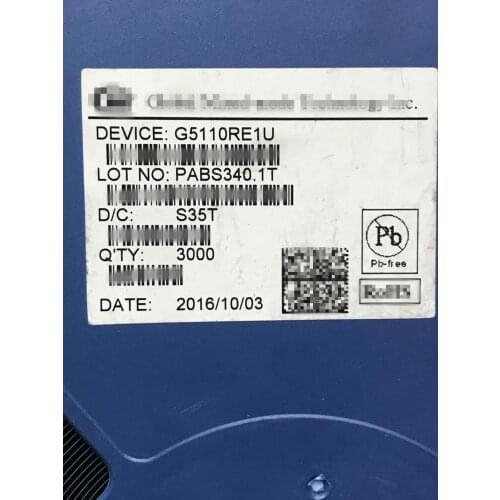 DEVICE: G5110RE1U
LOT NO: PABS340.1T
D/C: S35T
Q'TY: 3000
Pb
Pb-free
DATE: 2016/10/03